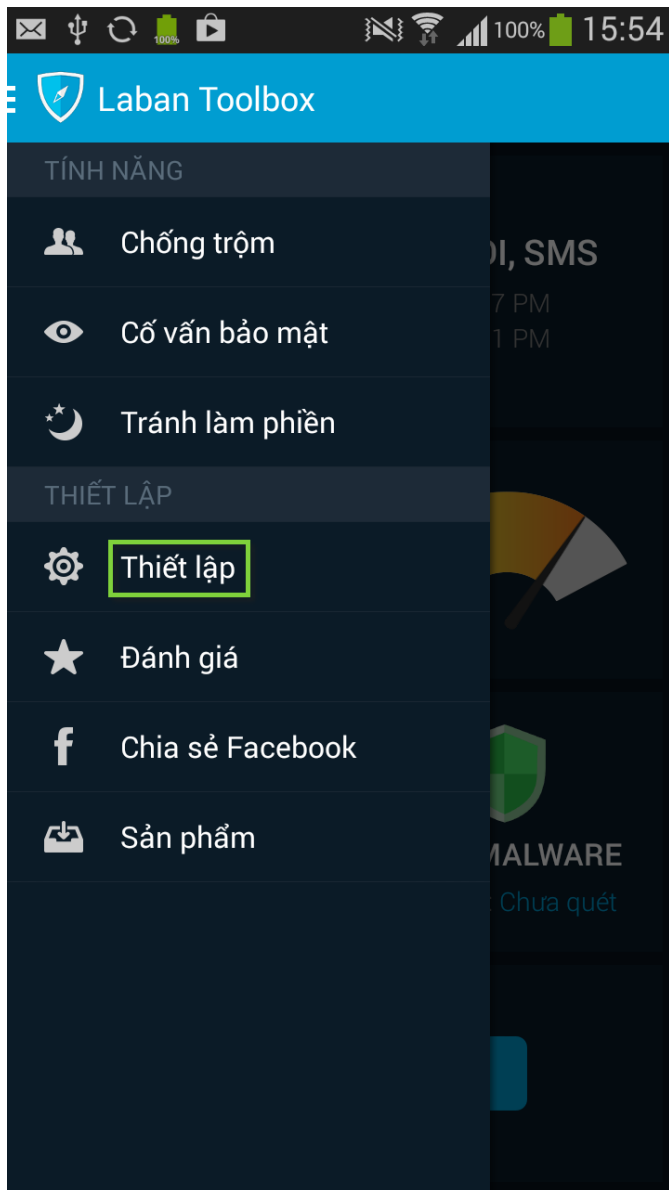 100% 100% 15:54
Laban Toolbox
TÍNH NĂNG
Chống trộm
SMS
7 PM
Cố vấn bảo mật
1 PM
Tránh làm phiền
THIẾT LẬP
Thiết lập
Đánh giá
Chia sẻ Facebook
Sản phẩm
MALWARE
Chưa quét